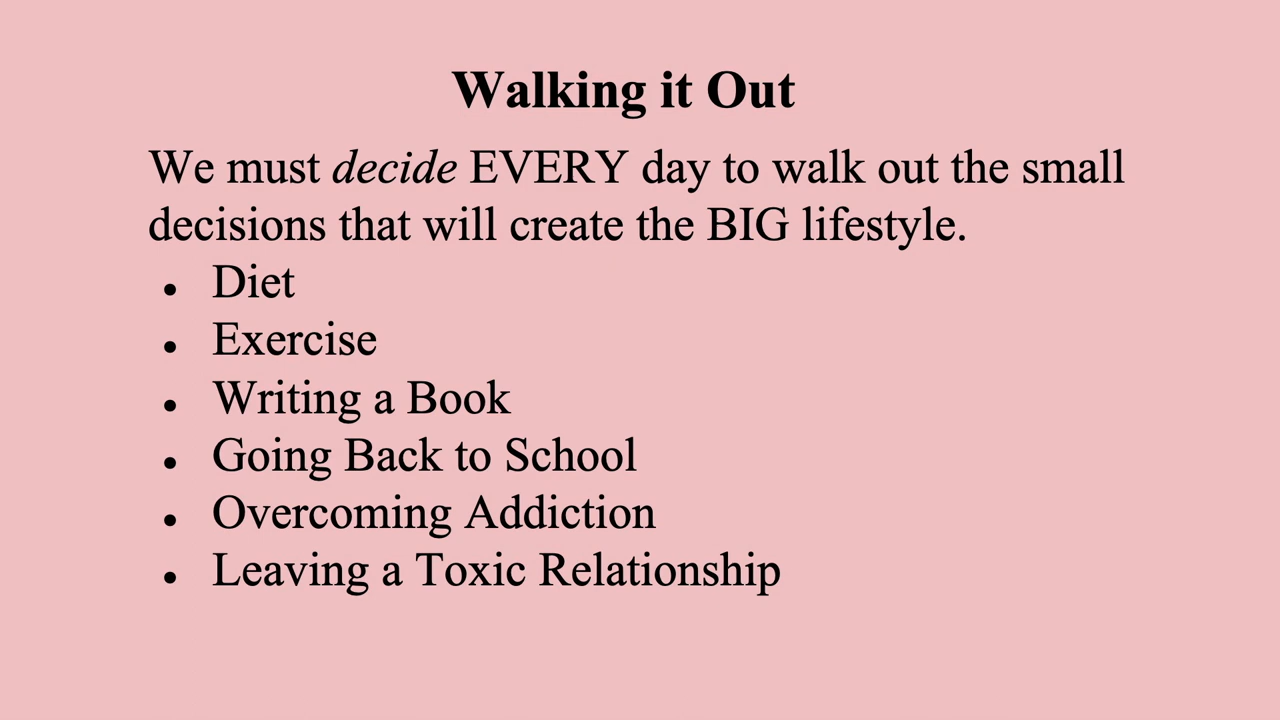 Walking it Out
We must decide EVERY day to walk out the small
decisions that will create the BIG lifestyle.
• Diet
• Exercise
• Writing a Book
• Going Back to School
• Overcoming Addiction
• Leaving a Toxic Relationship